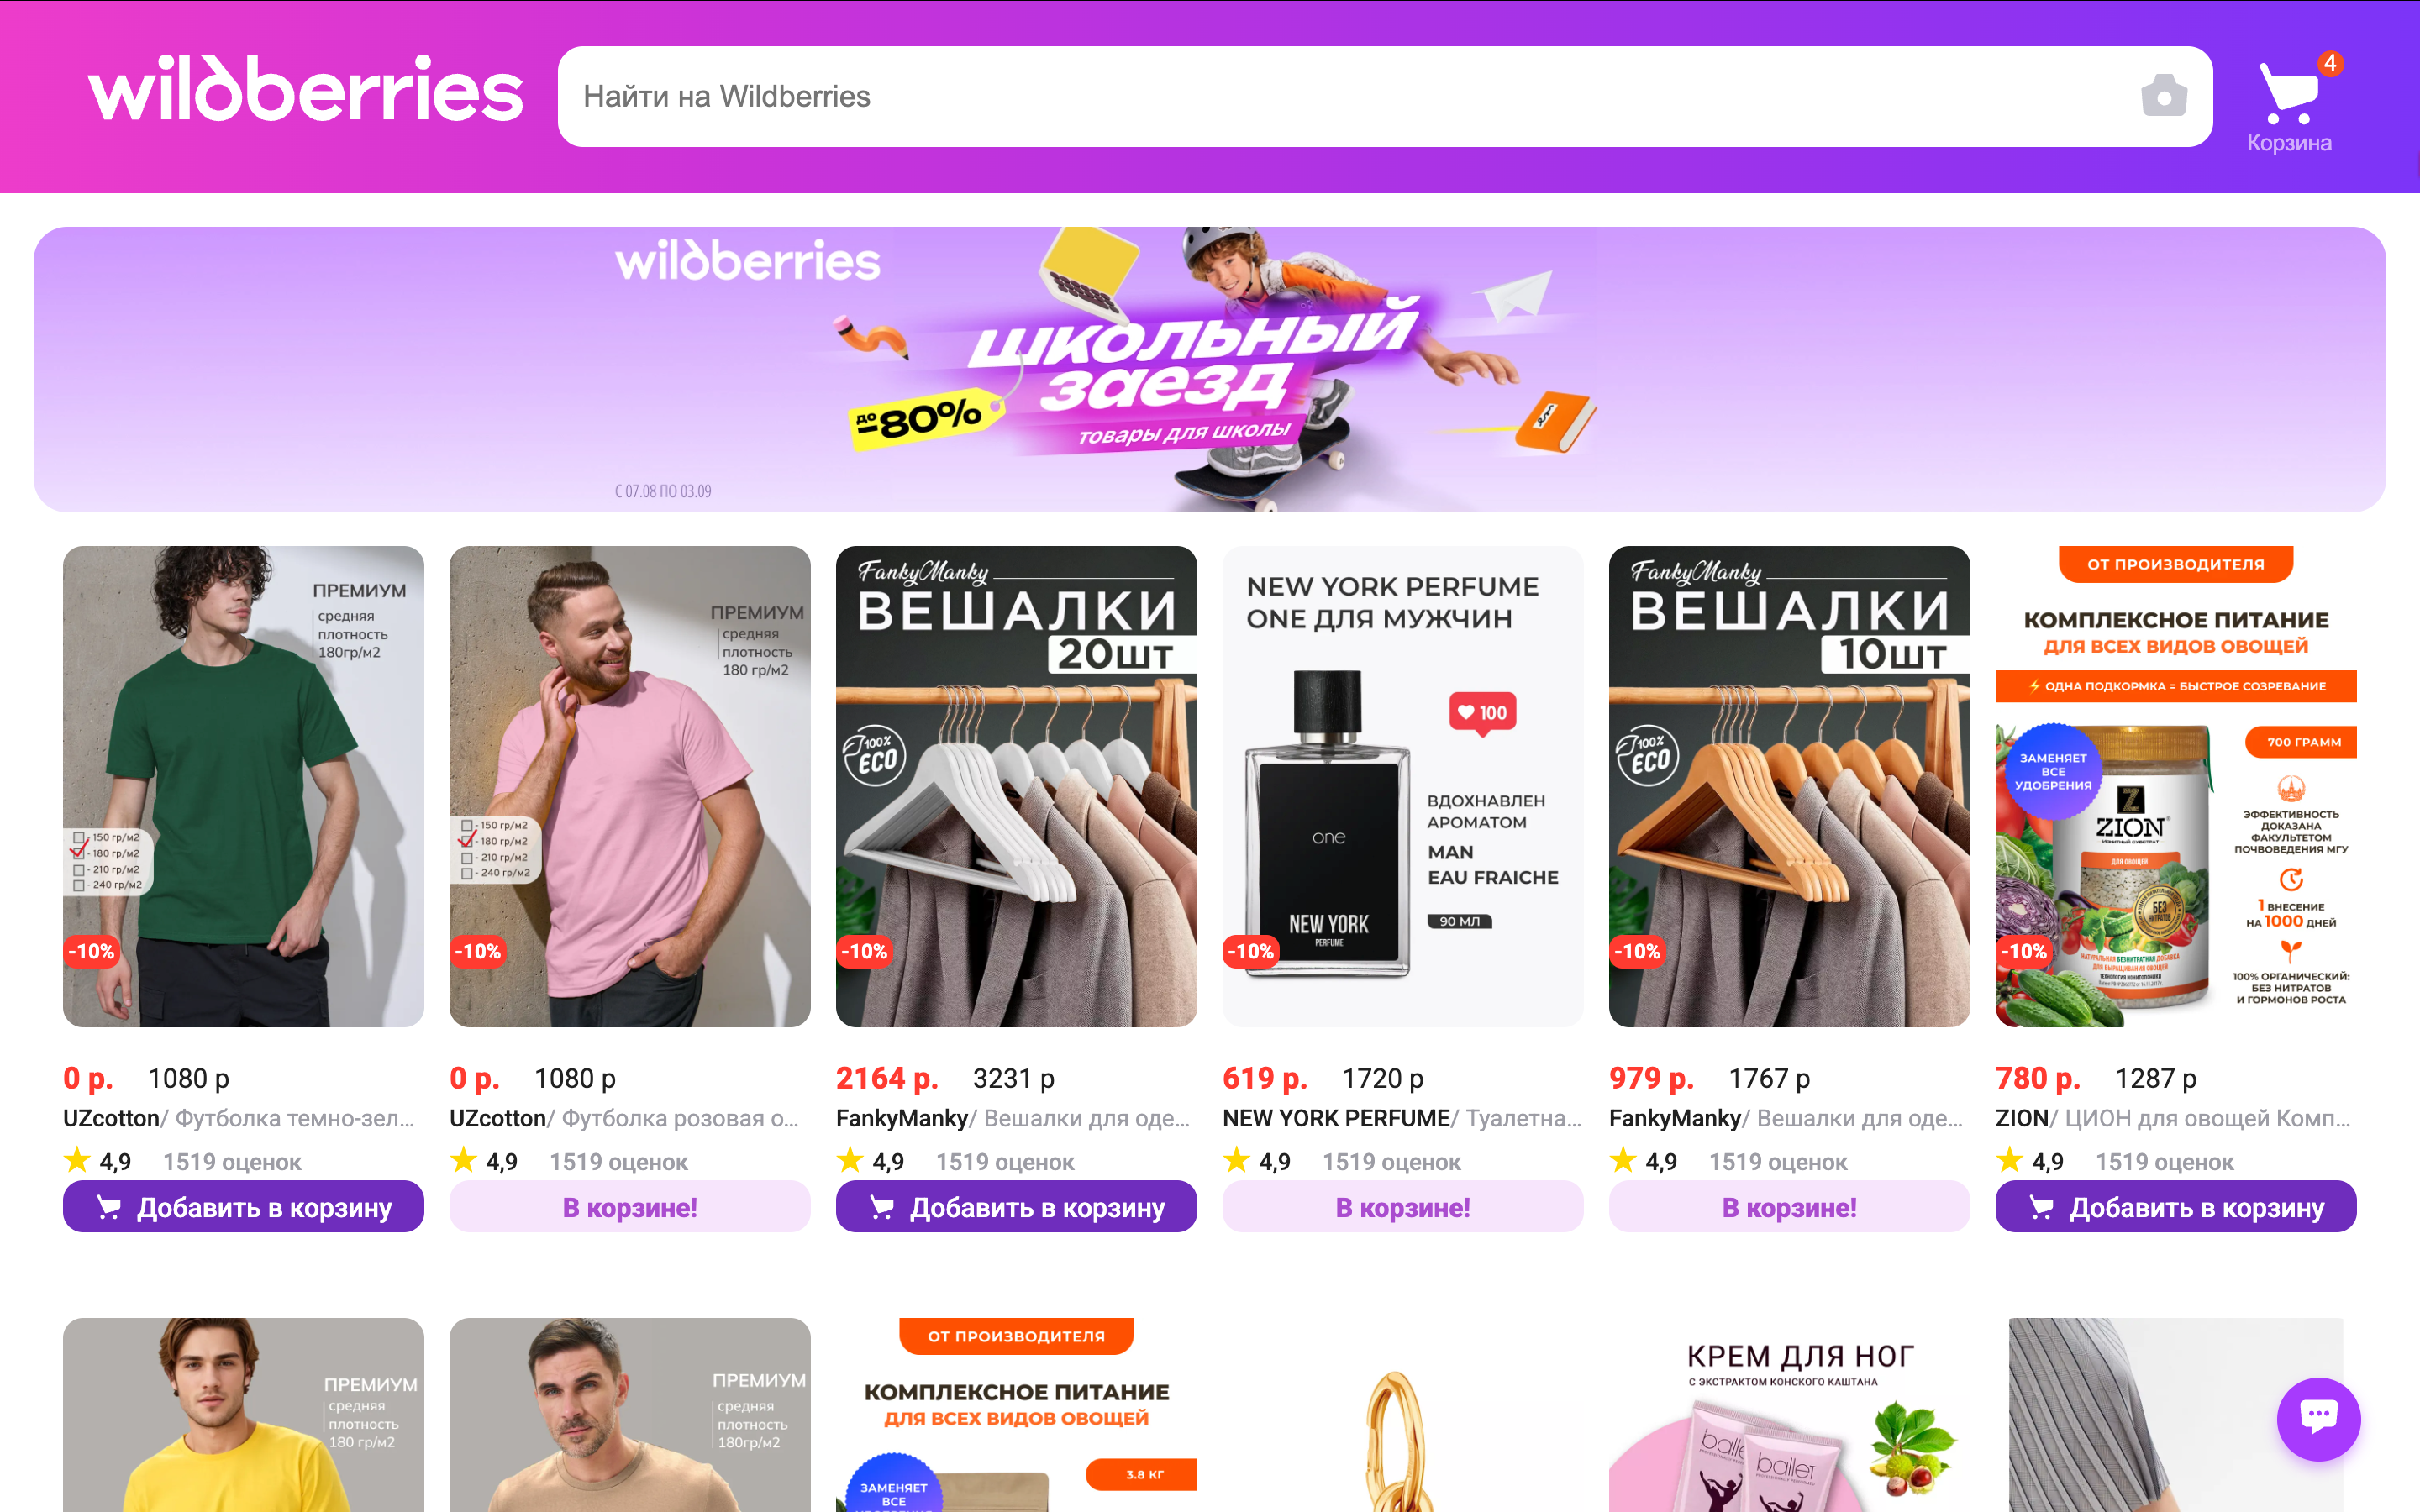 wildberries
Найти на Wildberries
4
Корзина
wildberries
школьный
заезд
до
-80%
товары для школы
С 07.08 ПО 03.09
ПРЕМИУМ
средняя
плотность
180гр/м2
- 150 гр/м2
- 180 гр/м2
- 210 гр/м2
- 240 гр/м2
-10%
ПРЕМИУМ
средняя
плотность
180 гр/м2
- 150 гр/м2
- 180 гр/м2
- 210 гр/м2
- 240 гр/м2
-10%
FankyManky
ВЕШАЛКИ
20шт
100%
ECO
-10%
NEW YORK PERFUME
ONE ДЛЯ МУЖЧИН
100
ВДОХНАВЛЕН
АРОМАТОМ
MAN
EAU FRAICHE
90 МЛ
one
NEW YORK
PERFUME
-10%
FankyManky
ВЕШАЛКИ
10шт
100%
ECO
-10%
ОТ ПРОИЗВОДИТЕЛЯ
КОМПЛЕКСНОЕ ПИТАНИЕ
ДЛЯ ВСЕХ ВИДОВ ОВОЩЕЙ
ОДНА ПОДКОРМКА = БЫСТРОЕ СОЗРЕВАНИЕ
700 ГРАММ
ЗАМЕНЯЕТ
ВСЕ
УДОБРЕНИЯ
Z
ZION
ДЛЯ ОВОЩЕЙ
БЕЗ
НИТРАТОВ
НАТУРАЛЬНАЯ БЕЗНИТРАТНАЯ ДОБАВКА
ДЛЯ ВЫРАЩИВАНИЯ ОВОЩЕЙ
ЭФФЕКТИВНОСТЬ
ДОКАЗАНА
ФАКУЛЬТЕТОМ
ПОЧВОВЕДЕНИЯ МГУ
1 ВНЕСЕНИЕ
НА 1000 ДНЕЙ
100% ОРГАНИЧЕСКИЙ:
БЕЗ НИТРАТОВ
И ГОРМОНОВ РОСТА
-10%
0 р. 1080 р
UZcotton/ Футболка темно-зел...
4,9 1519 оценок
Добавить в корзину
0 р. 1080 р
UZcotton/ Футболка розовая о...
4,9 1519 оценок
В корзине!
2164 р. 3231 р
FankyManky/ Вешалки для оде...
4,9 1519 оценок
Добавить в корзину
619 р. 1720 р
NEW YORK PERFUME/ Туалетна...
4,9 1519 оценок
В корзине!
979 р. 1767 р
FankyManky/ Вешалки для оде...
4,9 1519 оценок
В корзине!
780 р. 1287 р
ZION/ ЦИОН для овощей Комп...
4,9 1519 оценок
Добавить в корзину
ПРЕМИУМ
средняя
плотность
180 гр/м2
ПРЕМИУМ
средняя
плотность
180гр/м2
ОТ ПРОИЗВОДИТЕЛЯ
КОМПЛЕКСНОЕ ПИТАНИЕ
ДЛЯ ВСЕХ ВИДОВ ОВОЩЕЙ
3.8 КГ
ЗАМЕНЯЕТ
ВСЕ
КРЕМ ДЛЯ НОГ
С ЭКСТРАКТОМ КОНСКОГО КАШТАНА
ballet
ballet